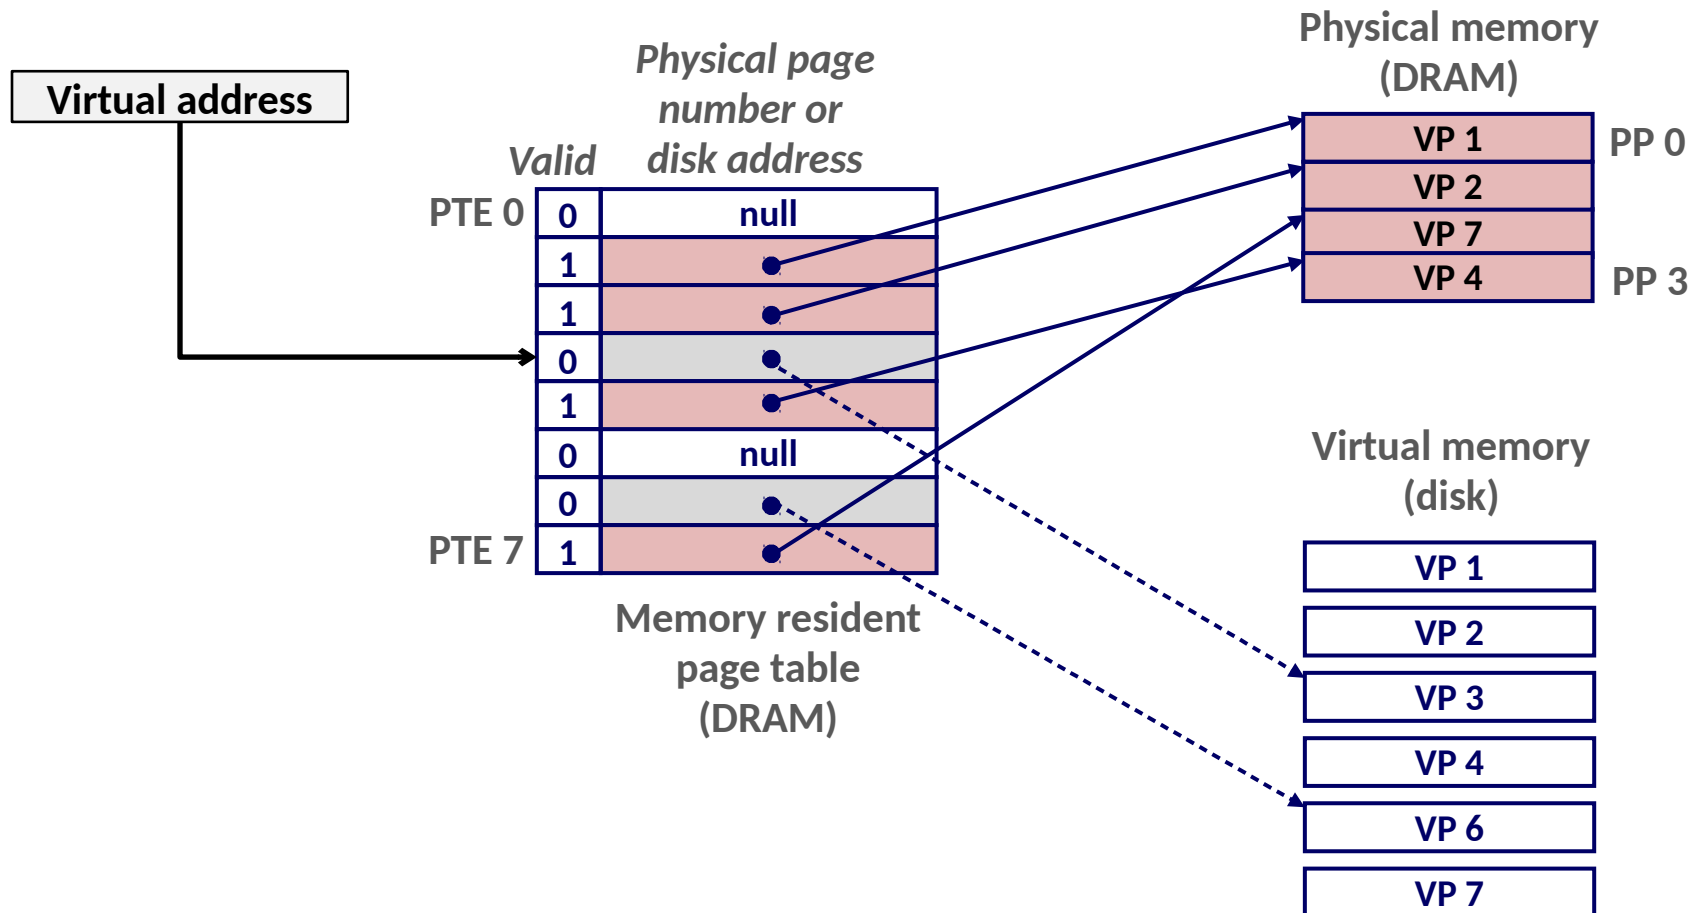 Virtual address
Physical page
number or
disk address
Valid
PTE 0
0
null
1
1
0
1
0
null
0
PTE 7
1
Memory resident
page table
(DRAM)
Physical memory
(DRAM)
VP 1
PP 0
VP 2
VP 7
VP 4
PP 3
Virtual memory
(disk)
VP 1
VP 2
VP 3
VP 4
VP 6
VP 7